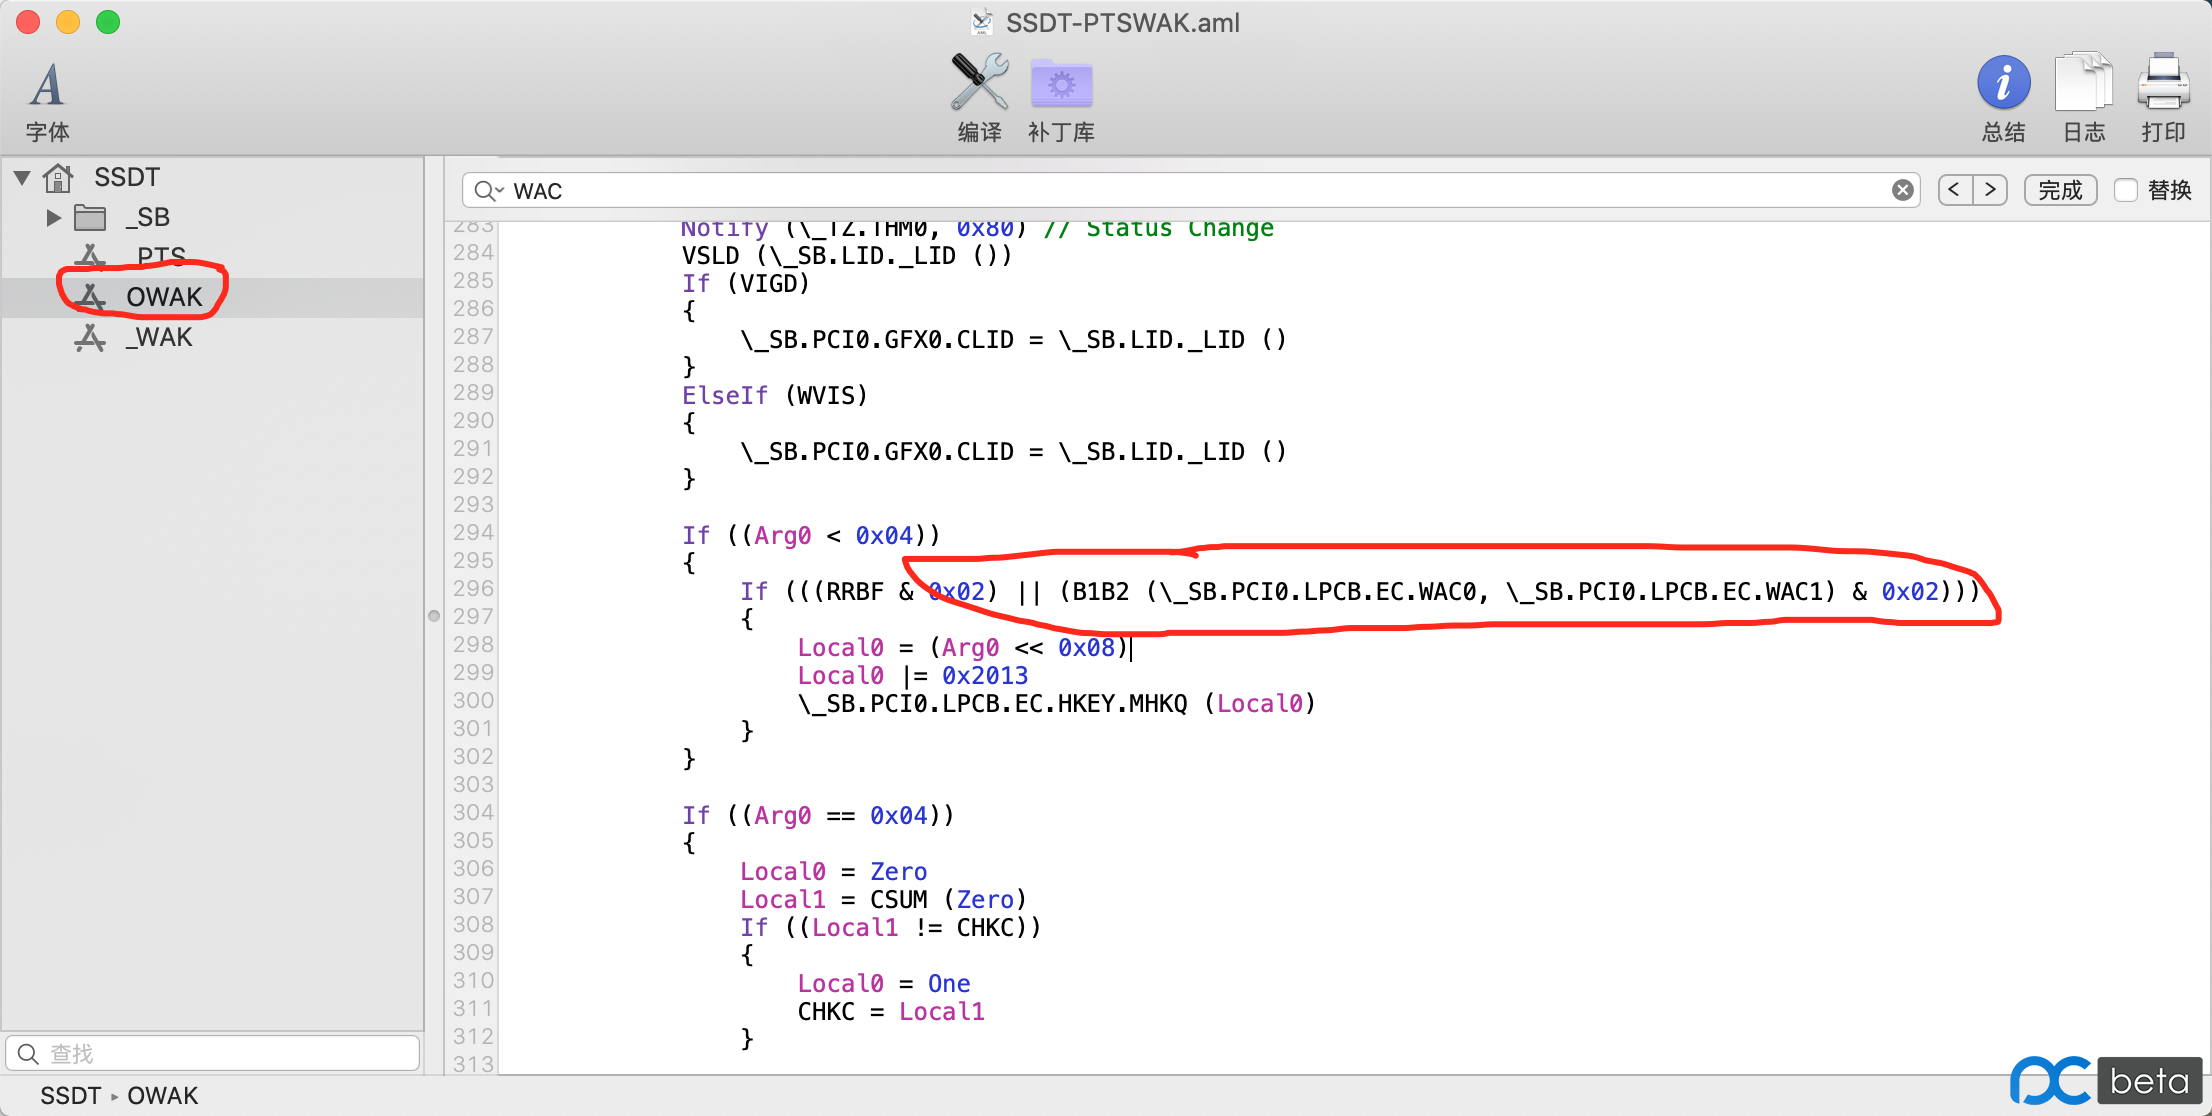 SSDT-PTSWAK.aml
字体
编译
补丁库
总结
日志
打印
SSDT
_SB
_PTS
OWAK
_WAK
查找
SSDT ▸ OWAK
WAC
完成
替换
283 Notify (\_TZ.THM0, 0x80) // Status Change
284 VSLD (\_SB.LID._LID ())
285 If (VIGD)
286 {
287 \_SB.PCI0.GFX0.CLID = \_SB.LID._LID ()
288 }
289 ElseIf (WVIS)
290 {
291 \_SB.PCI0.GFX0.CLID = \_SB.LID._LID ()
292 }
293
294 If ((Arg0 < 0x04))
295 {
296 If (((RRBF & 0x02) || (B1B2 (\_SB.PCI0.LPCB.EC.WAC0, \_SB.PCI0.LPCB.EC.WAC1) & 0x02)))
297 {
298 Local0 = (Arg0 << 0x08)
299 Local0 |= 0x2013
300 \_SB.PCI0.LPCB.EC.HKEY.MHKQ (Local0)
301 }
302 }
303
304 If ((Arg0 == 0x04))
305 {
306 Local0 = Zero
307 Local1 = CSUM (Zero)
308 If ((Local1 != CHKC))
309 {
310 Local0 = One
311 CHKC = Local1
312 }
313
pc beta